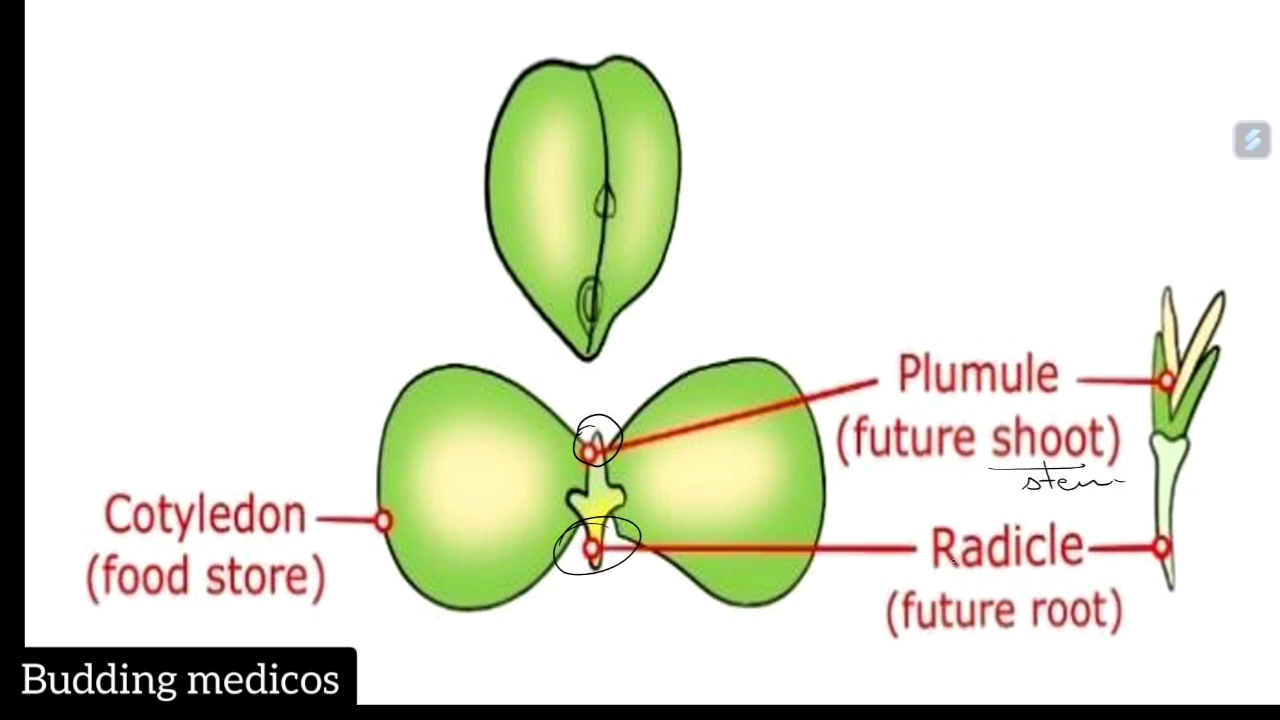 Plumule
(future shoot)
stem
Cotyledon
(food store)
Radicle
(future root)
Budding medicos